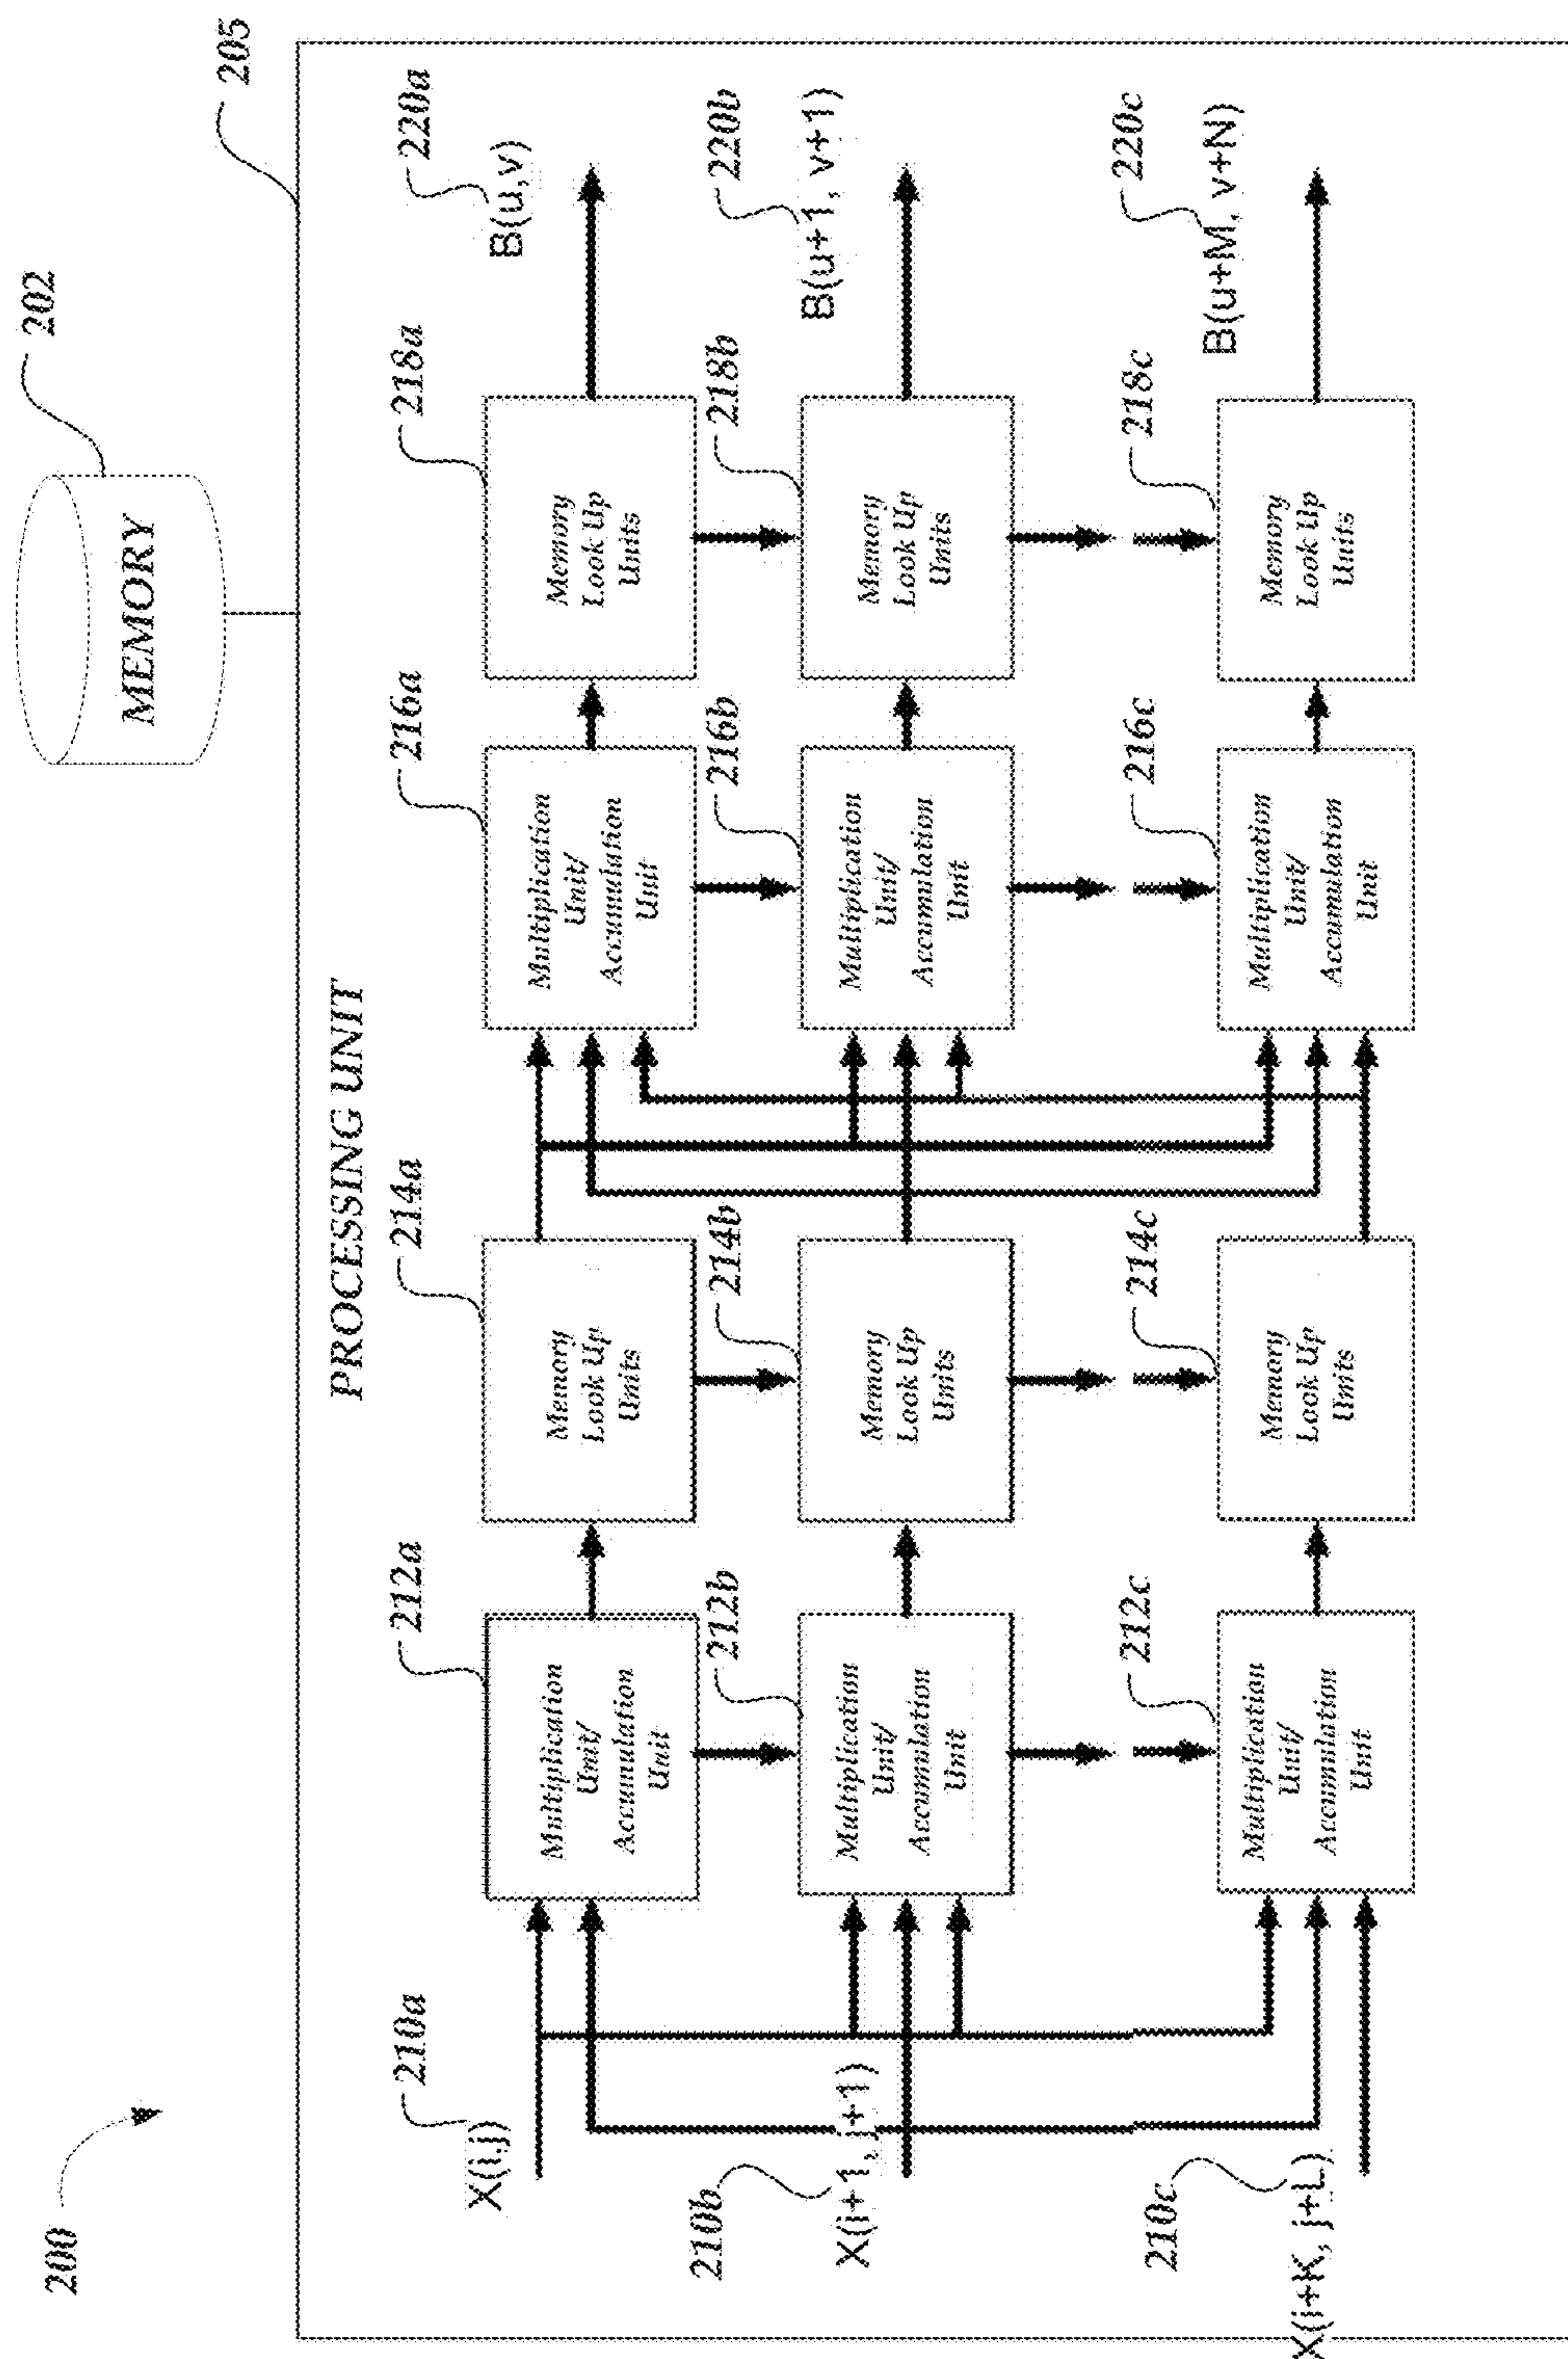 200
MEMORY
202
205
PROCESSING UNIT
210a
X(i,j)
212a
Multiplication
Unit/
Accumulation
Unit
214a
Memory
Look Up
Units
216a
Multiplication
Unit/
Accumulation
Unit
218a
Memory
Look Up
Units
220a
B(u,v)
210b
X(i+1, j+1)
212b
Multiplication
Unit/
Accumulation
Unit
214b
Memory
Look Up
Units
216b
Multiplication
Unit/
Accumulation
Unit
218b
Memory
Look Up
Units
220b
B(u+1, v+1)
210c
X(i+K, j+L)
212c
Multiplication
Unit/
Accumulation
Unit
214c
Memory
Look Up
Units
216c
Multiplication
Unit/
Accumulation
Unit
218c
Memory
Look Up
Units
220c
B(u+M, v+N)